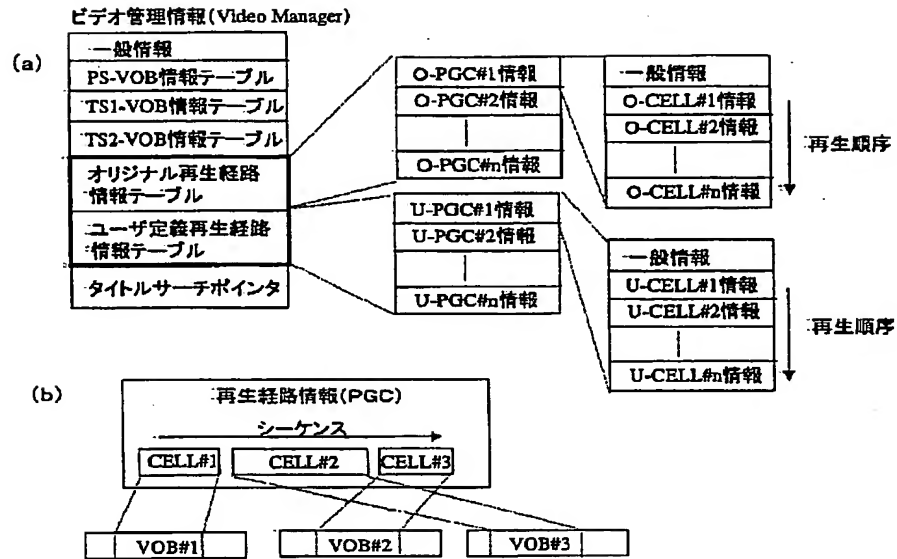 ビデオ管理情報(Video Manager)
(a)
一般情報
PS-VOB情報テーブル
TS1-VOB情報テーブル
TS2-VOB情報テーブル
オリジナル再生経路
情報テーブル
ユーザ定義再生経路
情報テーブル
タイトルサーチポインタ
O-PGC#1情報
O-PGC#2情報
O-PGC#n情報
U-PGC#1情報
U-PGC#2情報
U-PGC#n情報
一般情報
O-CELL#1情報
O-CELL#2情報
O-CELL#n情報
再生順序
一般情報
U-CELL#1情報
U-CELL#2情報
U-CELL#n情報
再生順序
(b)
再生経路情報(PGC)
シーケンス
CELL#1
CELL#2
CELL#3
VOB#1
VOB#2
VOB#3